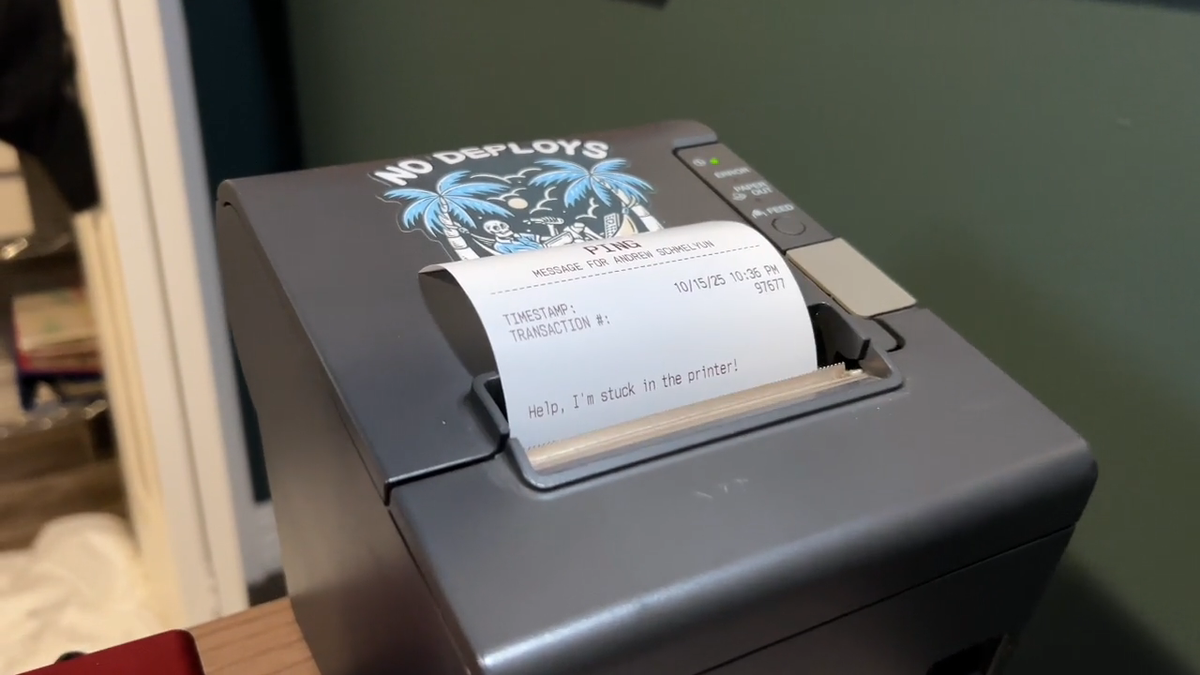 NO DEPLOYS
ERROR
PAPER
OUT
FEED
PING
MESSAGE FOR ANDREW SCHMELYUN
TIMESTAMP: 10/15/25 10:36 PM
TRANSACTION #: 97677
Help, I'm stuck in the printer!